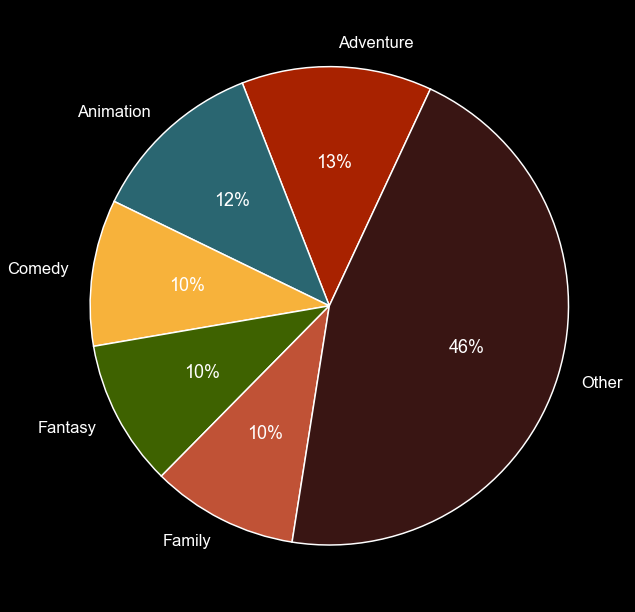 Adventure
13%
Animation
12%
Comedy
10%
Fantasy
10%
Family
10%
Other
46%